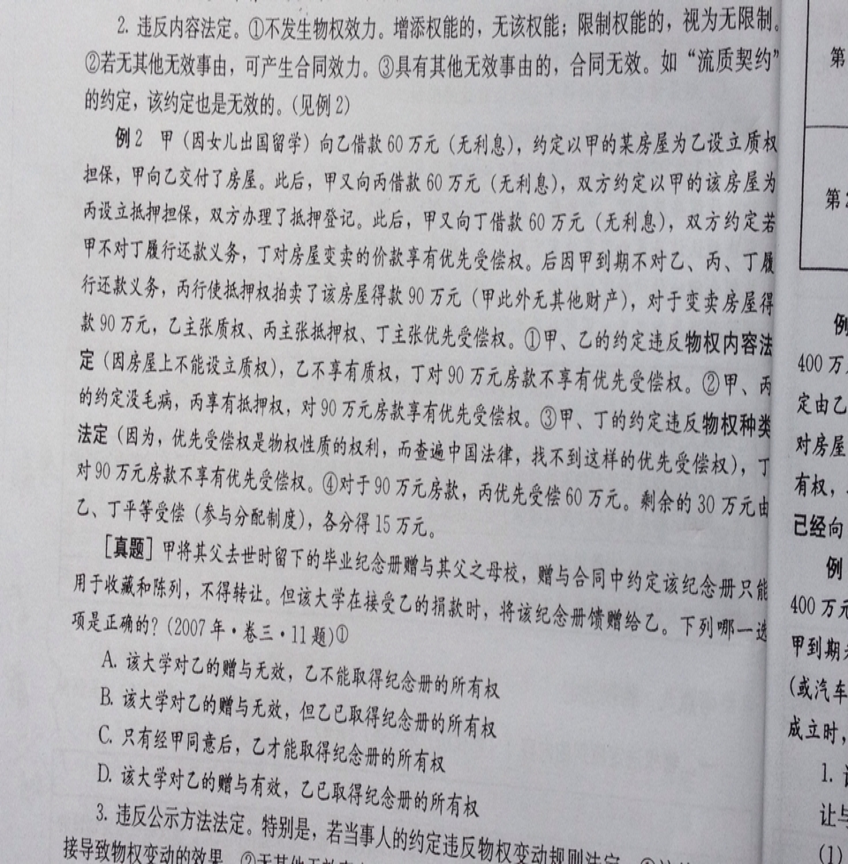 2. 违反内容法定。①不发生物权效力。增添权能的，无该权能；限制权能的，视为无限制。
②若无其他无效事由，可产生合同效力。③具有其他无效事由的，合同无效。如“流质契约”
的约定，该约定也是无效的。（见例2）
例2 甲（因女儿出国留学）向乙借款60万元（无利息），约定以甲的某房屋为乙设立质权
担保，甲向乙交付了房屋。此后，甲又向丙借款60万元（无利息），双方约定以甲的该房屋为
丙设立抵押担保，双方办理了抵押登记。此后，甲又向丁借款60万元（无利息），双方约定若
甲不对丁履行还款义务，丁对房屋变卖的价款享有优先受偿权。后因甲到期不对乙、丙、丁履
行还款义务，丙行使抵押权拍卖了该房屋得款90万元（甲此外无其他财产），对于变卖房屋得
款90万元，乙主张质权、丙主张抵押权、丁主张优先受偿权。①甲、乙的约定违反物权内容法
定（因房屋上不能设立质权），乙不享有质权，丁对90万元房款不享有优先受偿权。②甲、丙
的约定没毛病，丙享有抵押权，对90万元房款享有优先受偿权。③甲、丁的约定违反物权种类
法定（因为，优先受偿权是物权性质的权利，而查遍中国法律，找不到这样的优先受偿权），丁
对90万元房款不享有优先受偿权。④对于90万元房款，丙优先受偿60万元。剩余的30万元由
乙、丁平等受偿（参与分配制度），各分得15万元。
［真题］甲将其父去世时留下的毕业纪念册赠与其父之母校，赠与合同中约定该纪念册只能
用于收藏和陈列，不得转让。但该大学在接受乙的捐款时，将该纪念册馈赠给乙。下列哪一选
项是正确的？（2007年·卷三·11题）①
A. 该大学对乙的赠与无效，乙不能取得纪念册的所有权
B. 该大学对乙的赠与无效，但乙已取得纪念册的所有权
C. 只有经甲同意后，乙才能取得纪念册的所有权
D. 该大学对乙的赠与有效，乙已取得纪念册的所有权
3. 违反公示方法法定。特别是，若当事人的约定违反物权变动规则法定
接导致物权变动的效果
第
第2
例
400万
定由乙
对房屋
有权，
已经向
例
400万元
甲到期
（或汽车
成立时，
1.
让与
（1）